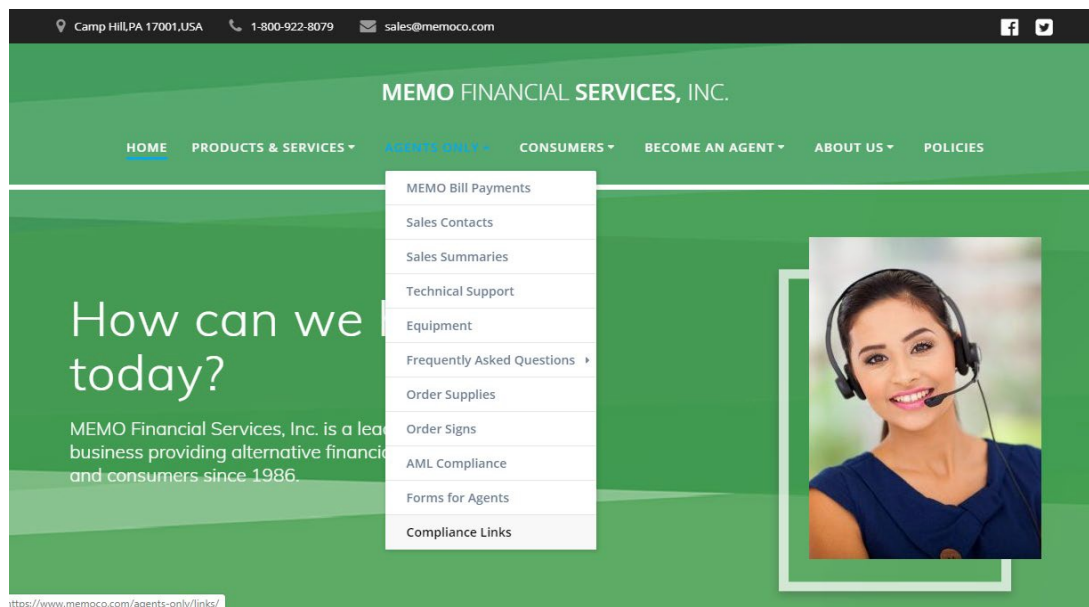 Camp Hill,PA 17001,USA 1-800-922-8079 sales@memoco.com
MEMO FINANCIAL SERVICES, INC.
HOME PRODUCTS & SERVICES AGENTS ONLY CONSUMERS BECOME AN AGENT ABOUT US POLICIES
MEMO Bill Payments
Sales Contacts
Sales Summaries
Technical Support
Equipment
Frequently Asked Questions
Order Supplies
Order Signs
AML Compliance
Forms for Agents
Compliance Links
How can we
today?
MEMO Financial Services, Inc. is a
business providing alternative
and consumers since 1986.
https://www.memoco.com/agents-only/links/